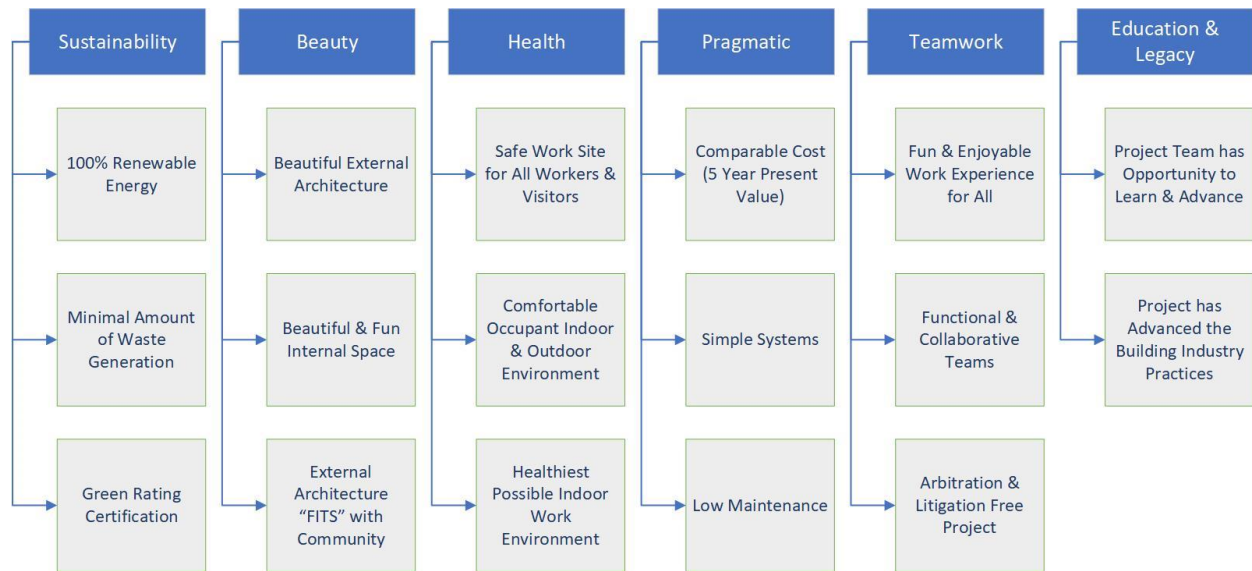 Sustainability
Beauty
Health
Pragmatic
Teamwork
Education &
Legacy
100% Renewable
Energy
Beautiful External
Architecture
Safe Work Site
for All Workers &
Visitors
Comparable Cost
(5 Year Present
Value)
Fun & Enjoyable
Work Experience
for All
Project Team has
Opportunity to
Learn & Advance
Minimal Amount
of Waste
Generation
Beautiful & Fun
Internal Space
Comfortable
Occupant Indoor
& Outdoor
Environment
Simple Systems
Functional &
Collaborative
Teams
Project has
Advanced the
Building Industry
Practices
Green Rating
Certification
External
Architecture
“FITS” with
Community
Healthiest
Possible Indoor
Work
Environment
Low Maintenance
Arbitration &
Litigation Free
Project